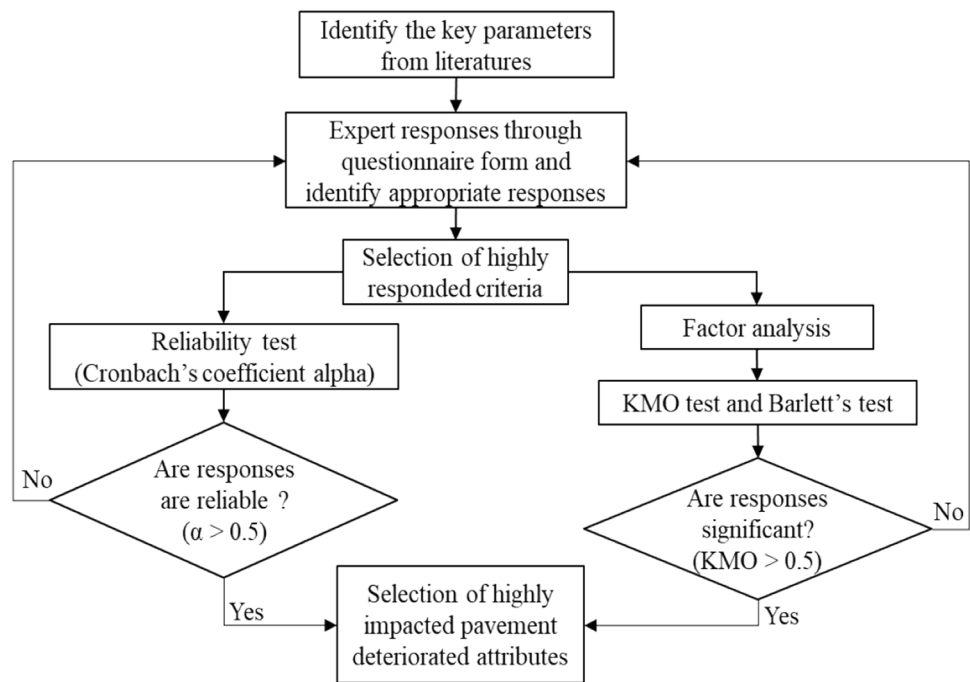 Identify the key parameters
from literatures
Expert responses through
questionnaire form and
identify appropriate responses
Selection of highly
responded criteria
Reliability test
(Cronbach's coefficient alpha)
Factor analysis
KMO test and Barlett's test
Are responses
are reliable ?
(α > 0.5)
No
Yes
Are responses
significant?
(KMO > 0.5)
No
Yes
Selection of highly
impacted pavement
deteriorated attributes